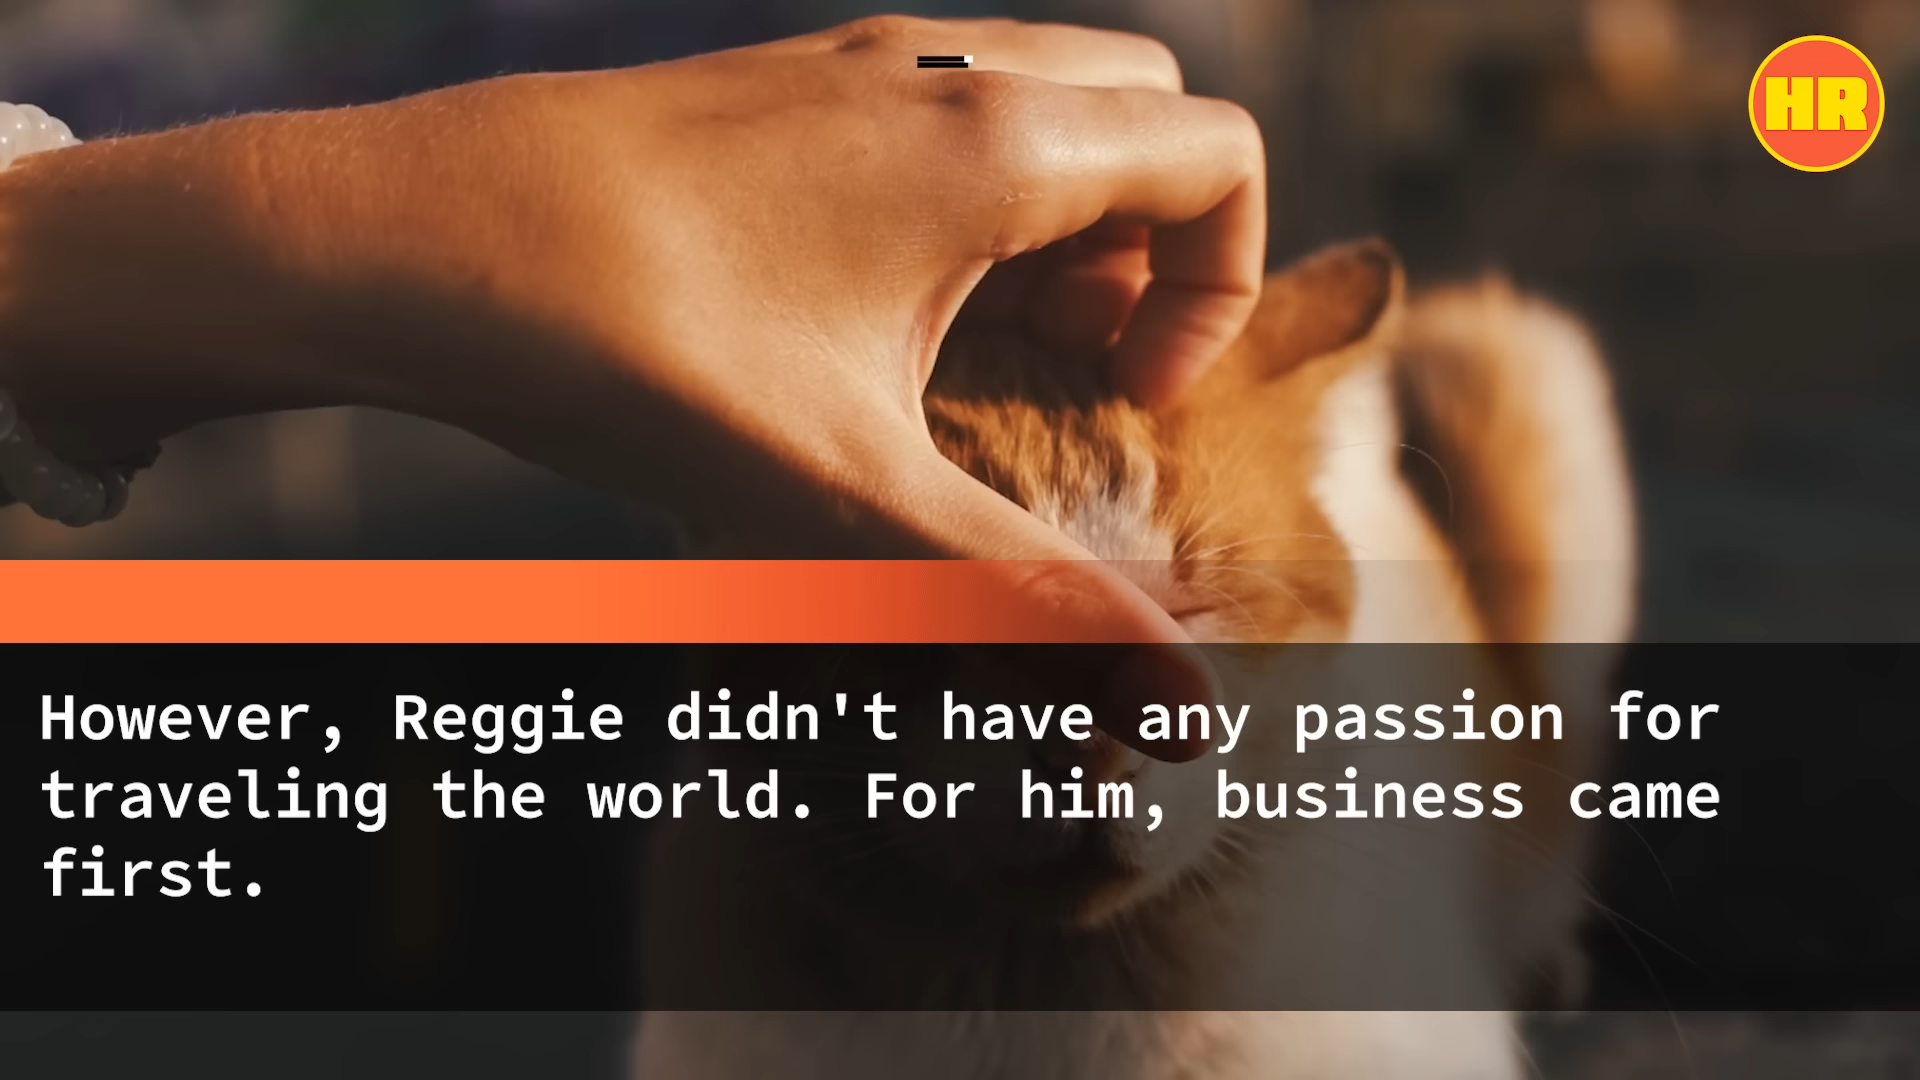 HR
However, Reggie didn't have any passion for
traveling the world. For him, business came
first.